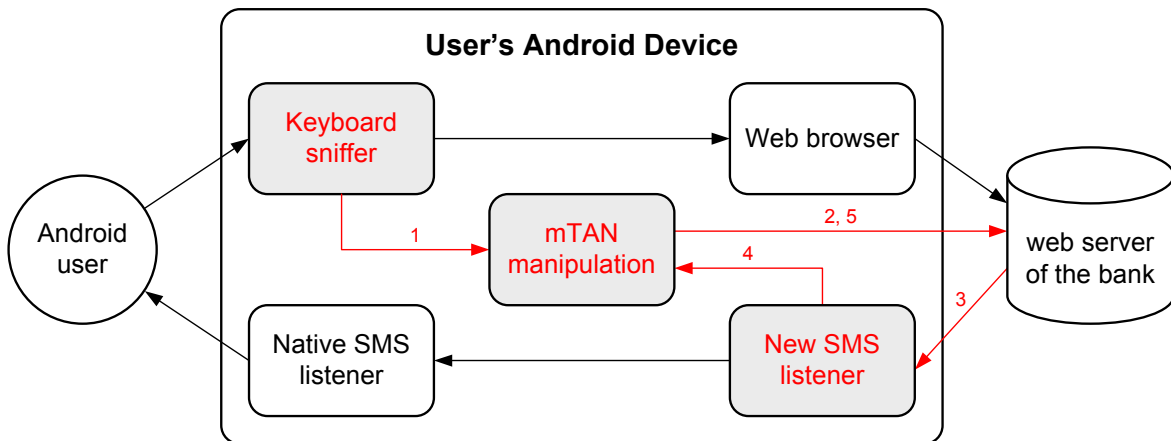 User’s Android Device
Keyboard
sniffer
Web browser
Android
user
1
mTAN
manipulation
2, 5
4
web server
of the bank
3
Native SMS
listener
New SMS
listener